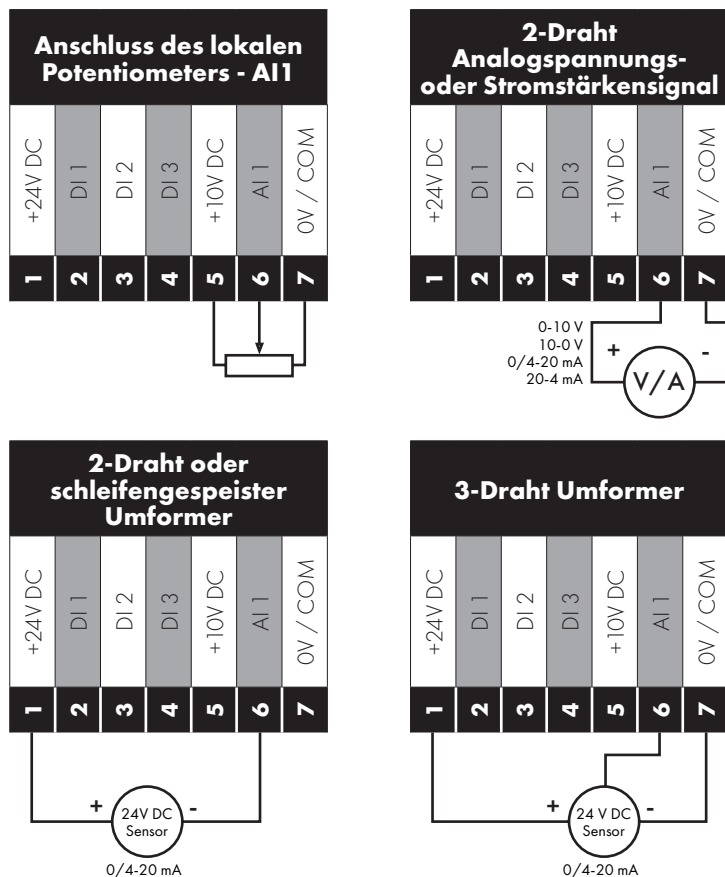 Anschluss des lokalen
Potentiometers - AI1
+24V DC
DI 1
DI 2
DI 3
+10V DC
AI 1
0V / COM
1
2
3
4
5
6
7
2-Draht
Analogspannungs-
oder Stromstärkensignal
+24V DC
DI 1
DI 2
DI 3
+10V DC
AI 1
0V / COM
1
2
3
4
5
6
7
0-10 V
10-0 V
0/4-20 mA
20-4 mA
+
-
V/A
2-Draht oder
schleifengespeister
Umformer
+24V DC
DI 1
DI 2
DI 3
+10V DC
AI 1
0V / COM
1
2
3
4
5
6
7
+
-
24V DC
Sensor
0/4-20 mA
3-Draht Umformer
+24V DC
DI 1
DI 2
DI 3
+10V DC
AI 1
0V / COM
1
2
3
4
5
6
7
+
-
24 V DC
Sensor
0/4-20 mA